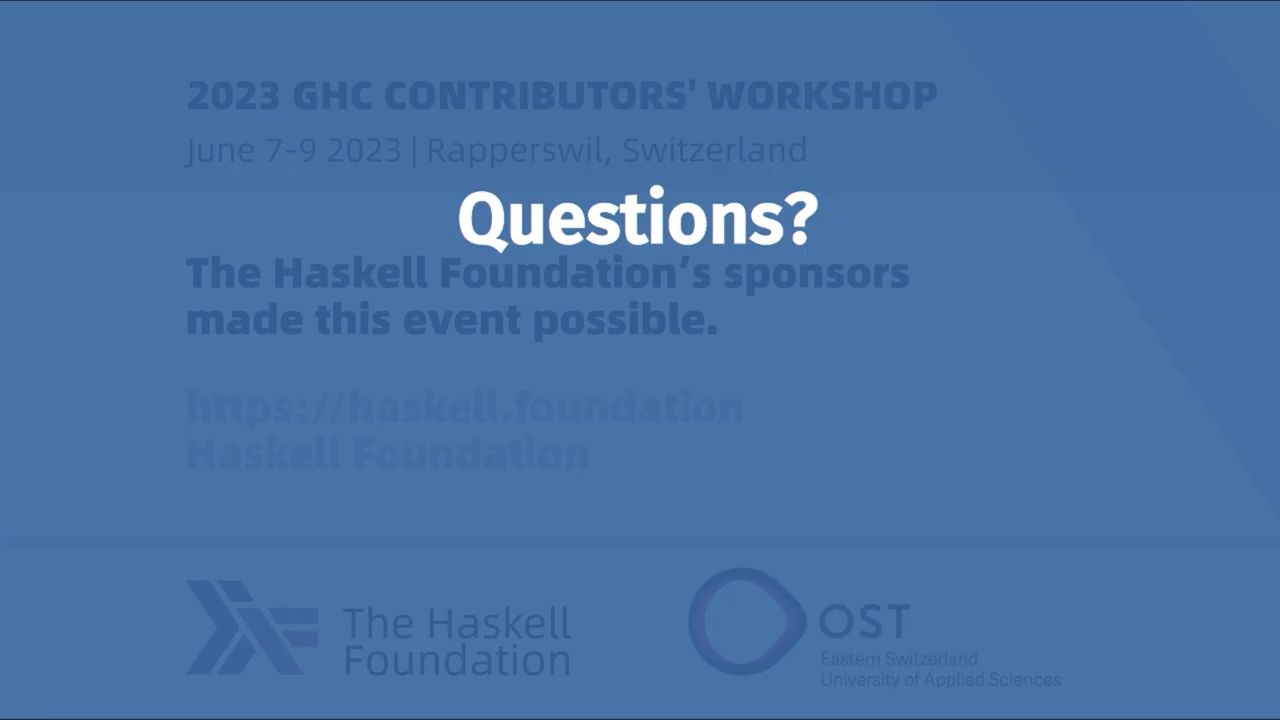 2023 GHC CONTRIBUTORS' WORKSHOP
June 7-9 2023 | Rapperswil, Switzerland
Questions?
The Haskell Foundation’s sponsors
made this event possible.
https://haskell.foundation
Haskell Foundation
The Haskell
Foundation
OST
Eastern Switzerland
University of Applied Sciences